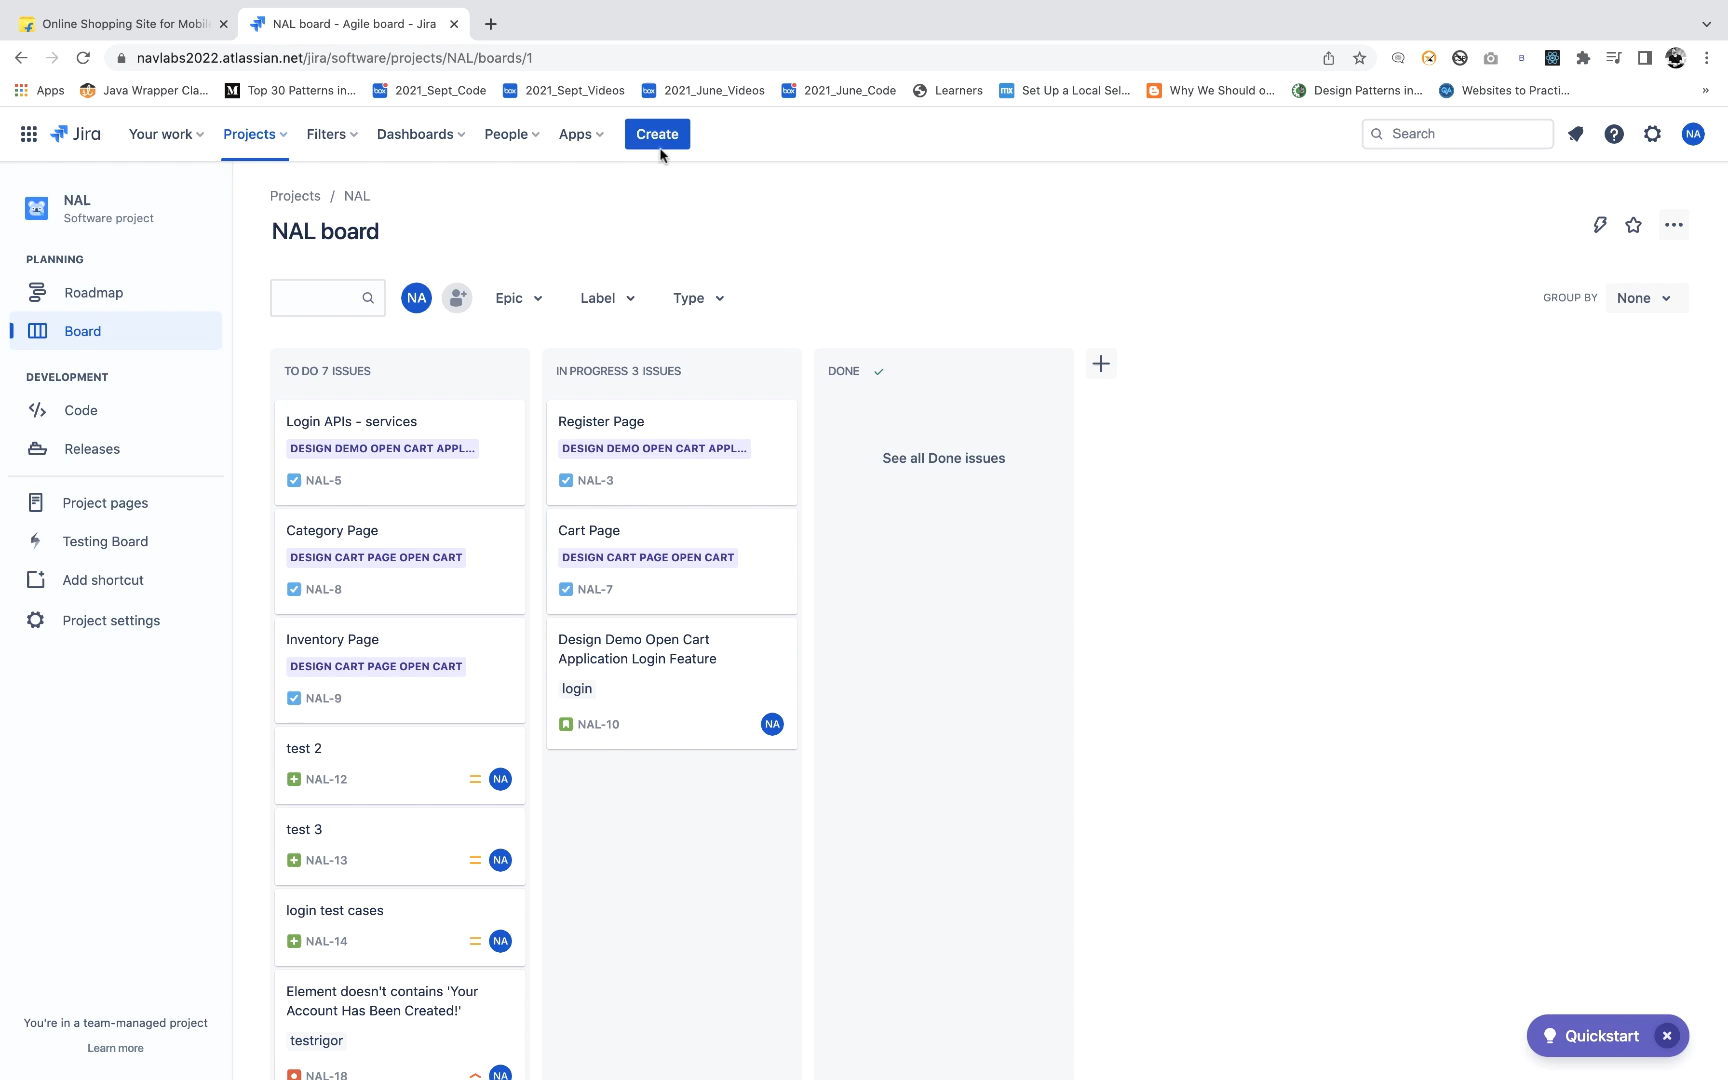 Online Shopping Site for Mobil
NAL board - Agile board - Jira
navlabs2022.atlassian.net/jira/software/projects/NAL/boards/1
Apps
Java Wrapper Cla...
Top 30 Patterns in...
2021_Sept_Code
2021_Sept_Videos
2021_June_Videos
2021_June_Code
Learners
Set Up a Local Sel...
Why We Should o...
Design Patterns in...
Websites to Practi...
»
Jira
Your work
Projects
Filters
Dashboards
People
Apps
Create
Search
NA
NAL
Software project
PLANNING
Roadmap
Board
DEVELOPMENT
Code
Releases
Project pages
Testing Board
Add shortcut
Project settings
You're in a team-managed project
Learn more
Projects / NAL
NAL board
NA
Epic
Label
Type
GROUP BY
None
TO DO 7 ISSUES
Login APIs - services
DESIGN DEMO OPEN CART APPL...
NAL-5
Category Page
DESIGN CART PAGE OPEN CART
NAL-8
Inventory Page
DESIGN CART PAGE OPEN CART
NAL-9
test 2
NAL-12
NA
test 3
NAL-13
NA
login test cases
NAL-14
NA
Element doesn't contains 'Your
Account Has Been Created!'
testrigor
NAL-18
NA
IN PROGRESS 3 ISSUES
Register Page
DESIGN DEMO OPEN CART APPL...
NAL-3
Cart Page
DESIGN CART PAGE OPEN CART
NAL-7
Design Demo Open Cart
Application Login Feature
login
NAL-10
NA
DONE
See all Done issues
Quickstart